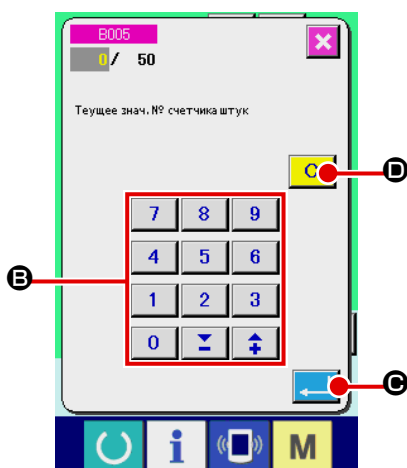 B005
0/ 50
Теущее знач. № счетчика штук
C
D
7 8 9
4 5 6
B
1 2 3
0
C
i M